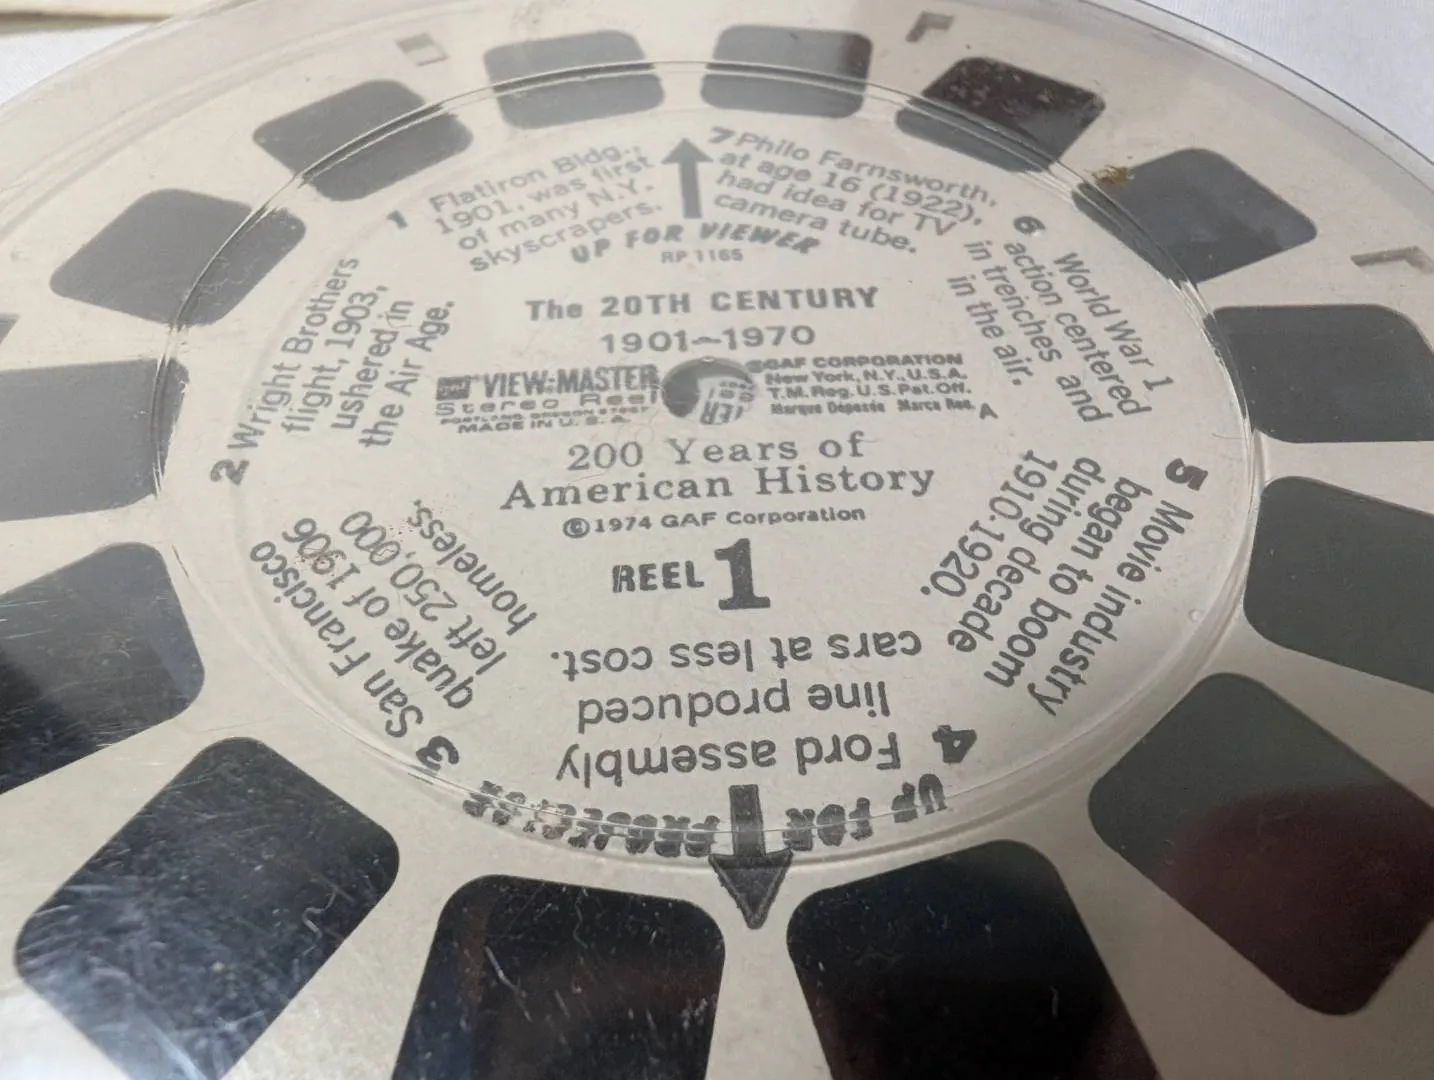 UP FOR VIEWER
RP 1165
The 20TH CENTURY
1901-1970
VIEW-MASTER
Stereo Reel
PORTLAND, OREGON
MADE IN U.S.A.
©GAF CORPORATION
New York, N.Y., U.S.A.
T.M. Reg. U.S. Pat. Off.
Marque Déposée Marca Reg.
A
200 Years of
American History
©1974 GAF Corporation
REEL 1
1 Flatiron Bldg.,
1901, was first
of many N.Y.
skyscrapers.
2 Wright Brothers
flight, 1903,
ushered in
the Air Age.
3 San Francisco
quake of 1906
left 250,000
homeless.
4 Ford assembly
line produced
cars at less cost.
5 Movie industry
began to boom
during decade
1910-1920.
6 World War 1
action centered
in trenches and
in the air.
7 Philo Farnsworth,
at age 16 (1922),
had idea for TV
camera tube.
UP FOR PROJECTOR